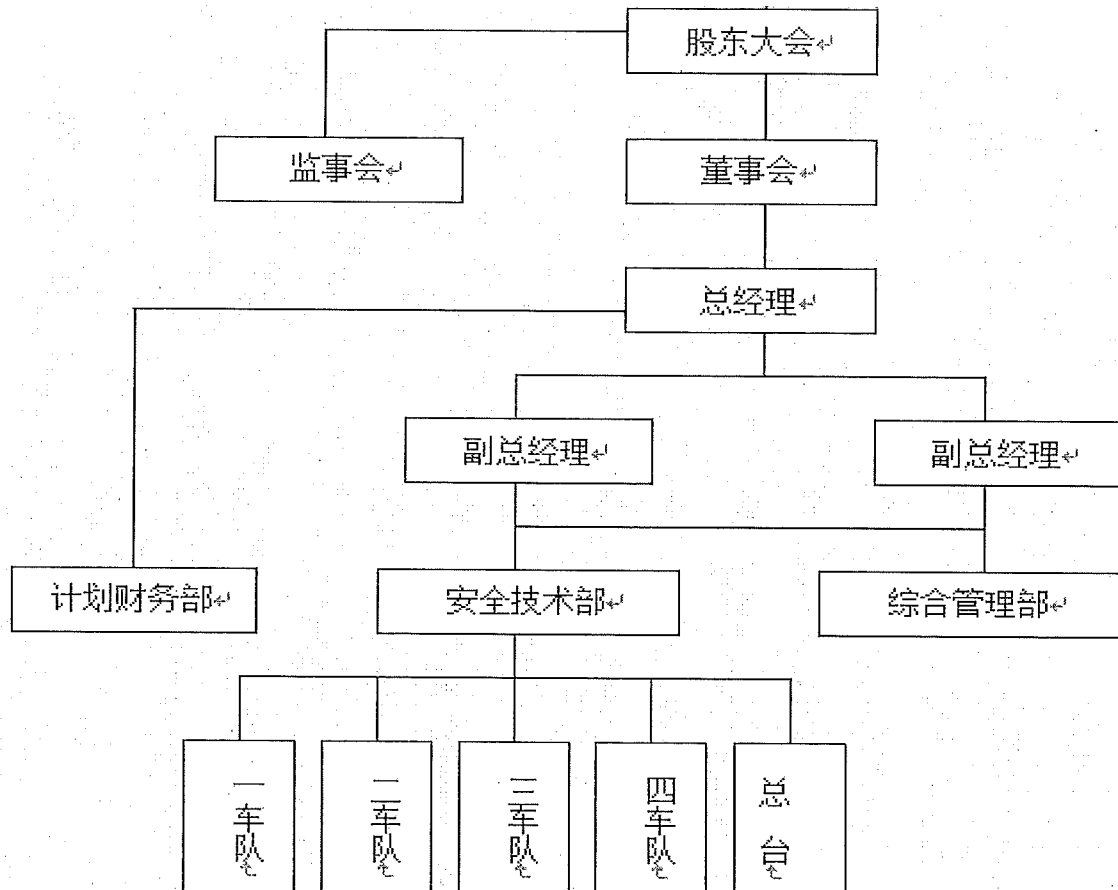 股东大会
监事会
董事会
总经理
副总经理
副总经理
计划财务部
安全技术部
综合管理部
一车队
二车队
三车队
四车队
总台